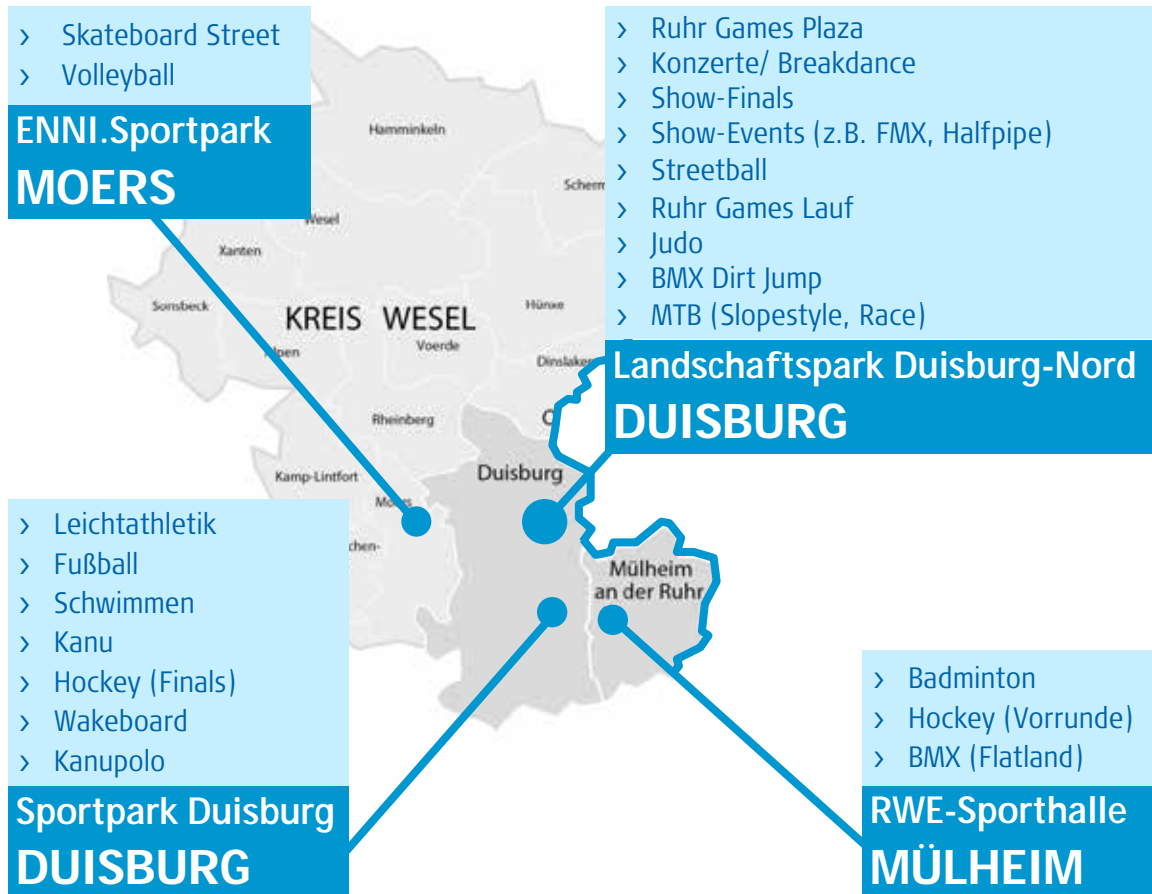 › Skateboard Street
› Volleyball
ENNI.Sportpark
MOERS
› Ruhr Games Plaza
› Konzerte/ Breakdance
› Show-Finals
› Show-Events (z.B. FMX, Halfpipe)
› Streetball
› Ruhr Games Lauf
› Judo
› BMX Dirt Jump
› MTB (Slopestyle, Race)
Landschaftspark Duisburg-Nord
DUISBURG
Hamminkeln
Scherm
Wesel
Xanten
Sonsbeck
Hünxe
KREIS WESEL
Alpen
Voerde
Dinslaken
Rheinberg
O
Duisburg
Kamp-Lintfort
Moers
chen-
Mülheim
an der Ruhr
› Leichtathletik
› Fußball
› Schwimmen
› Kanu
› Hockey (Finals)
› Wakeboard
› Kanupolo
Sportpark Duisburg
DUISBURG
› Badminton
› Hockey (Vorrunde)
› BMX (Flatland)
RWE-Sporthalle
MÜLHEIM